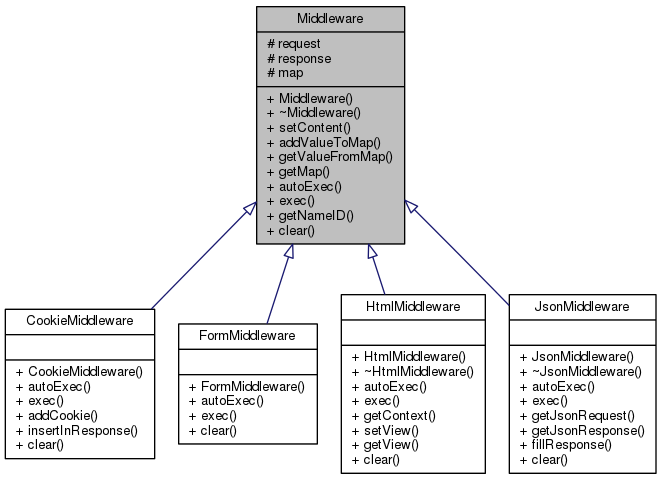 Middleware
# request
# response
# map
+ Middleware()
+ ~Middleware()
+ setContent()
+ addValueToMap()
+ getValueFromMap()
+ getMap()
+ autoExec()
+ exec()
+ getNameID()
+ clear()
CookieMiddleware
+ CookieMiddleware()
+ autoExec()
+ exec()
+ addCookie()
+ insertInResponse()
+ clear()
FormMiddleware
+ FormMiddleware()
+ autoExec()
+ exec()
+ clear()
HtmlMiddleware
+ HtmlMiddleware()
+ ~HtmlMiddleware()
+ autoExec()
+ exec()
+ getContext()
+ setView()
+ getView()
+ clear()
JsonMiddleware
+ JsonMiddleware()
+ ~JsonMiddleware()
+ autoExec()
+ exec()
+ getJsonRequest()
+ getJsonResponse()
+ fillResponse()
+ clear()